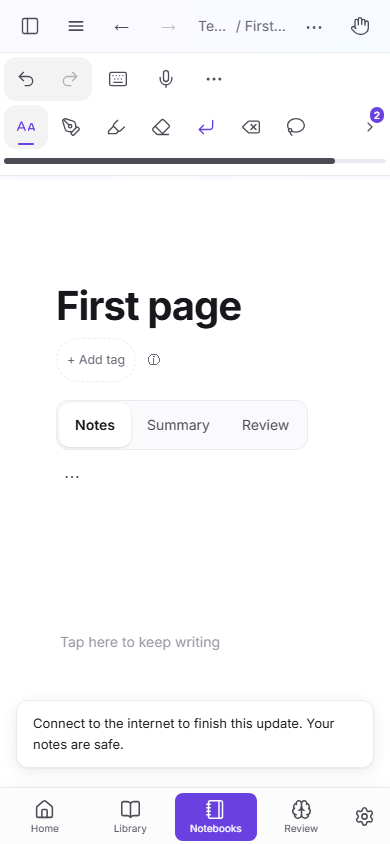 Te... / First...
AA
2
First page
+ Add tag
Notes Summary Review
...
Tap here to keep writing
Connect to the internet to finish this update. Your
notes are safe.
Home Library Notebooks Review